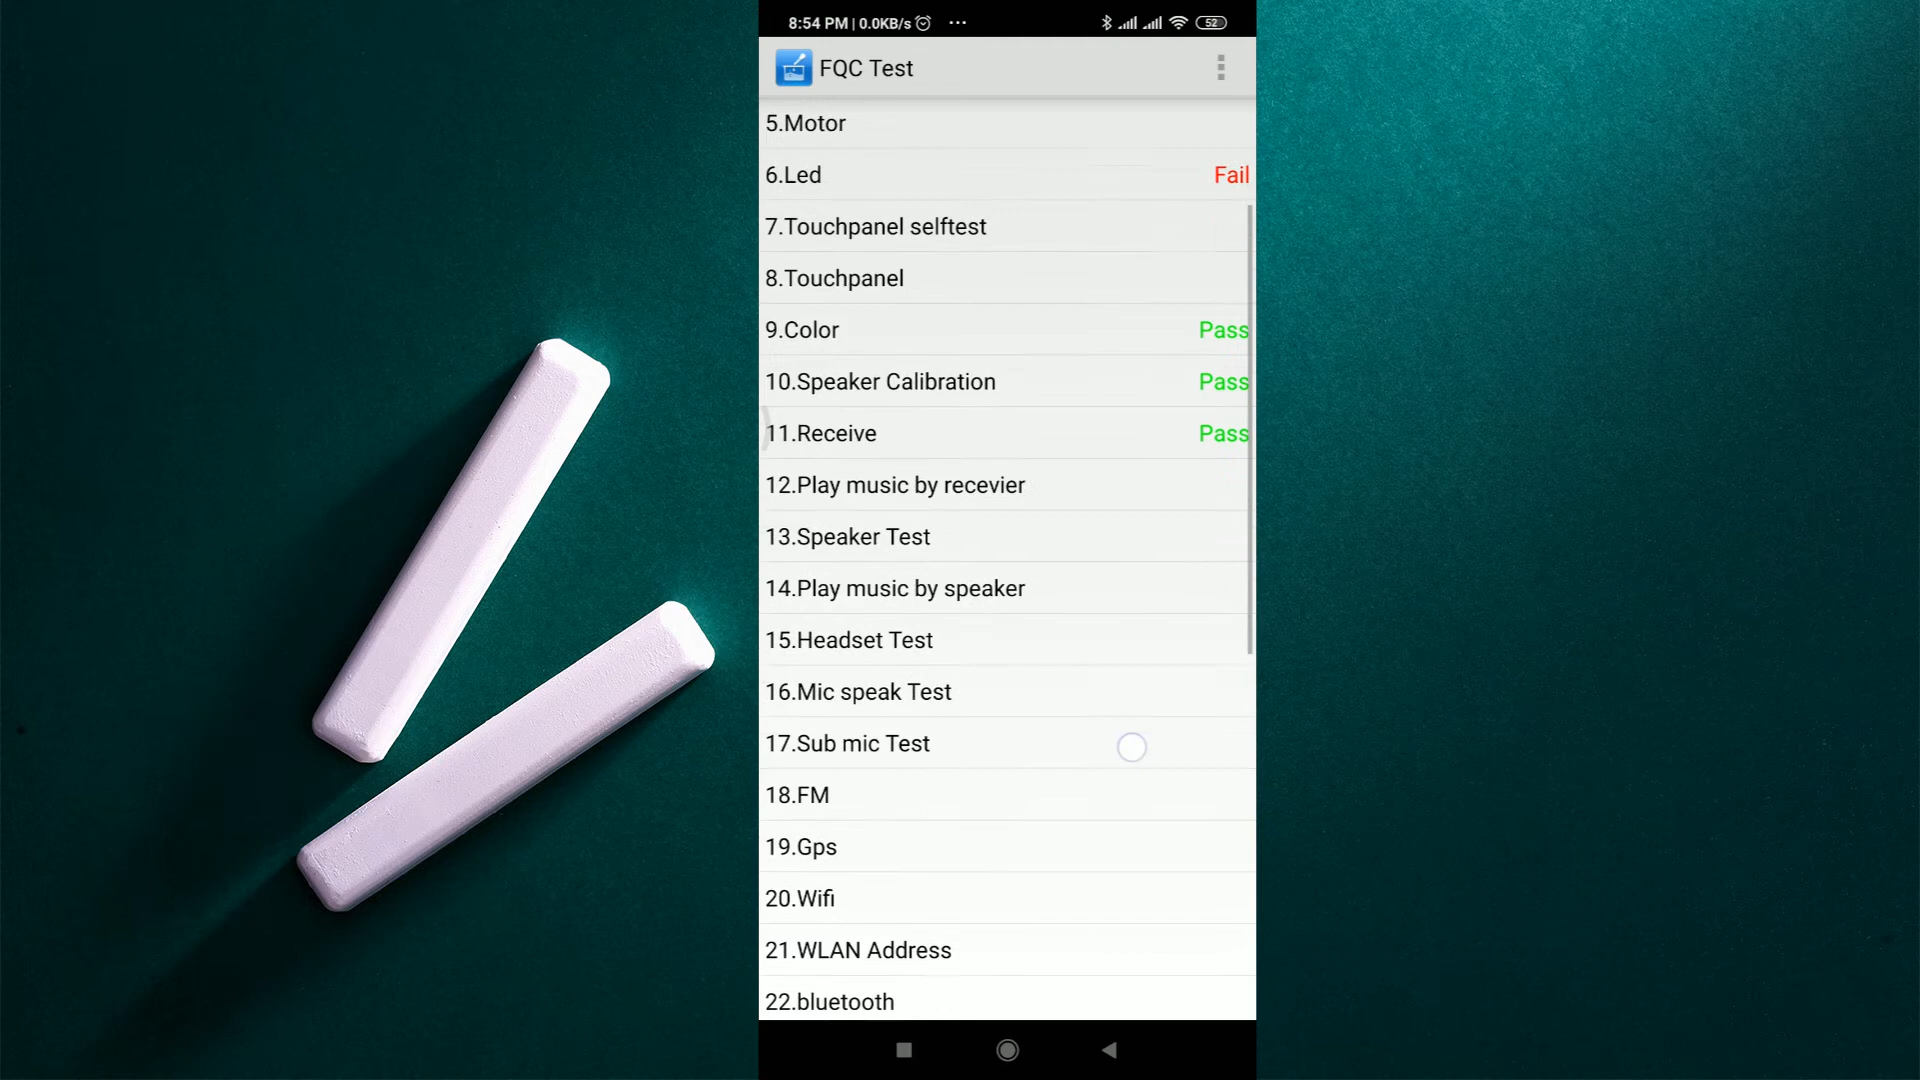 8:54 PM | 0.0KB/s ... 52
FQC Test
5.Motor
6.Led Fail
7.Touchpanel selftest
8.Touchpanel
9.Color Pass
10.Speaker Calibration Pass
11.Receive Pass
12.Play music by recevier
13.Speaker Test
14.Play music by speaker
15.Headset Test
16.Mic speak Test
17.Sub mic Test
18.FM
19.Gps
20.Wifi
21.WLAN Address
22.bluetooth